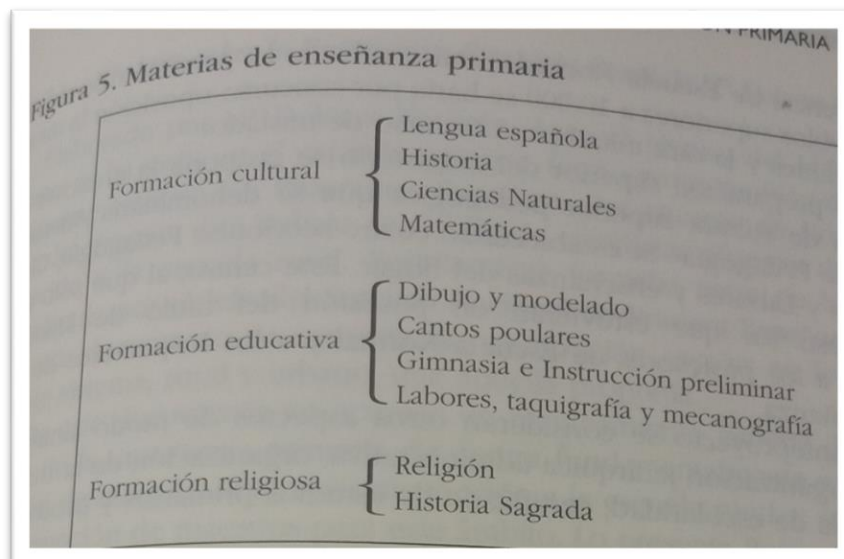 PRIMARIA
Figura 5. Materias de enseñanza primaria
Formación cultural
Lengua española
Historia
Ciencias Naturales
Matemáticas
Formación educativa
Dibujo y modelado
Cantos poulares
Gimnasia e Instrucción preliminar
Labores, taquigrafía y mecanografía
Formación religiosa
Religión
Historia Sagrada